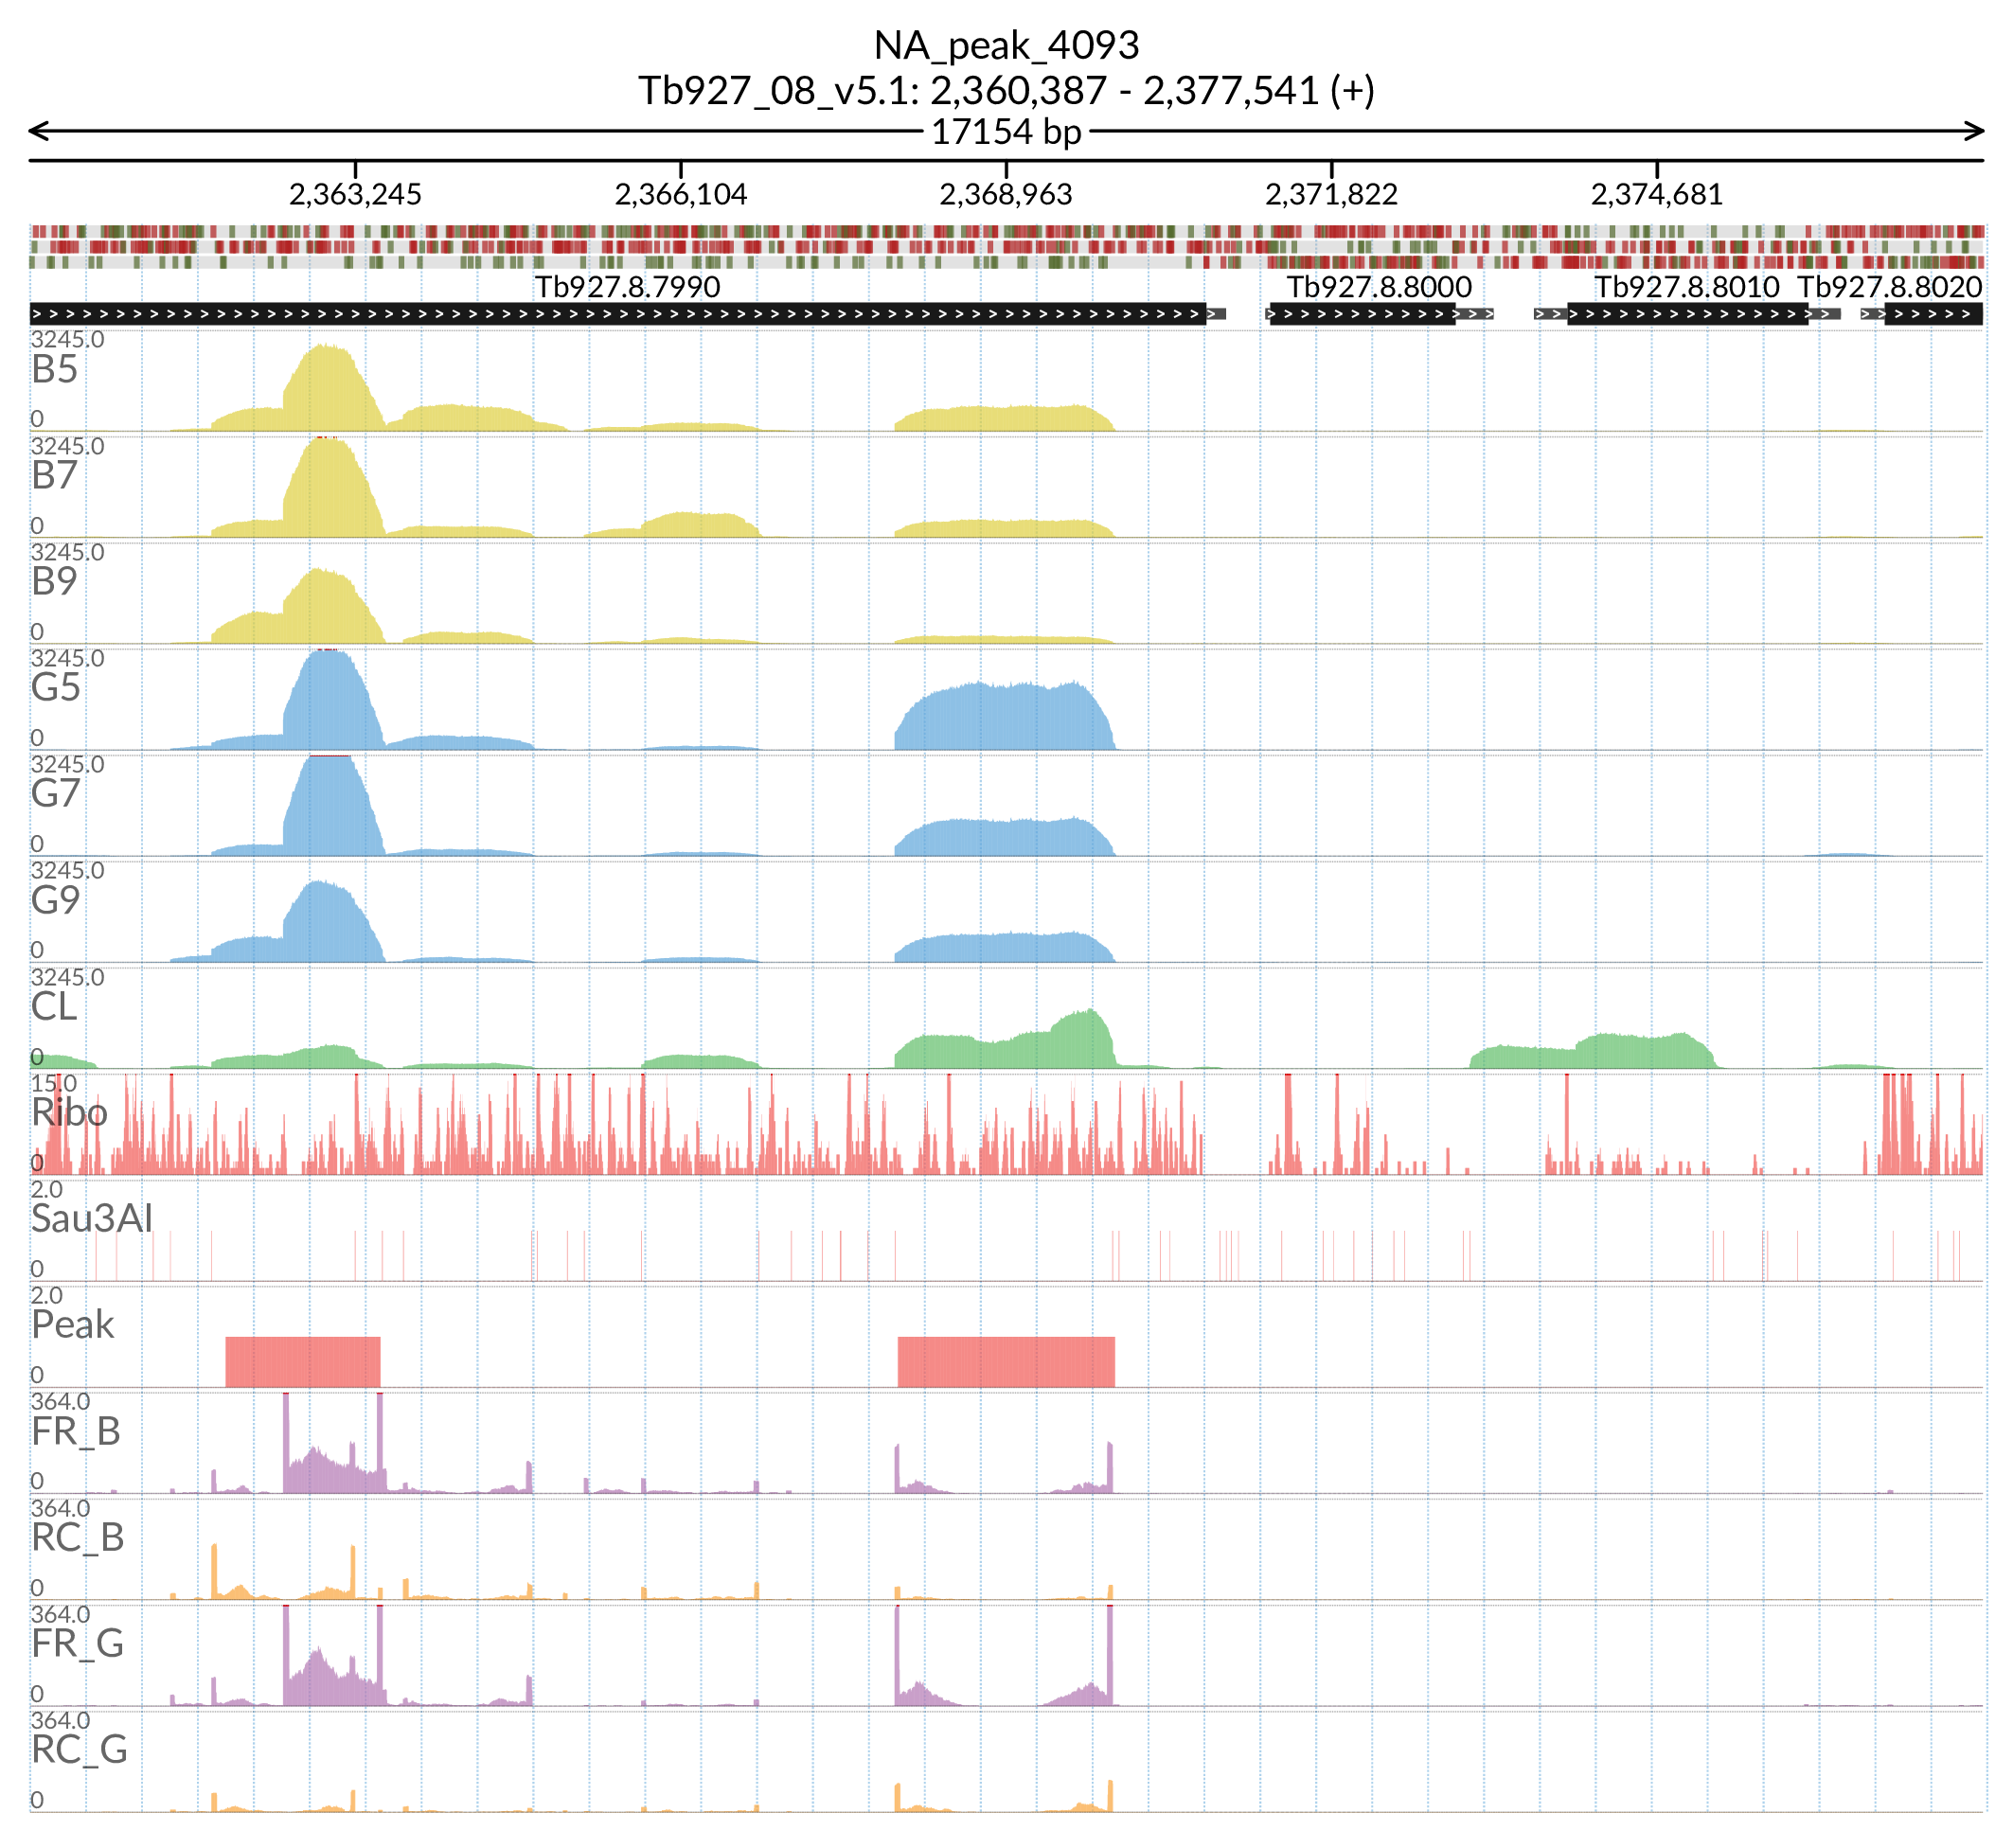 NA_peak_4093
Tb927_08_v5.1: 2,360,387 - 2,377,541 (+)
17154 bp
2,363,245 2,366,104 2,368,963 2,371,822 2,374,681
Tb927.8.7990 Tb927.8.8000 Tb927.8.8010 Tb927.8.8020
3245.0
B5
0
3245.0
B7
0
3245.0
B9
0
3245.0
G5
0
3245.0
G7
0
3245.0
G9
0
3245.0
CL
0
15.0
Ribo
0
2.0
Sau3AI
0
2.0
Peak
0
364.0
FR_B
0
364.0
RC_B
0
364.0
FR_G
0
364.0
RC_G
0